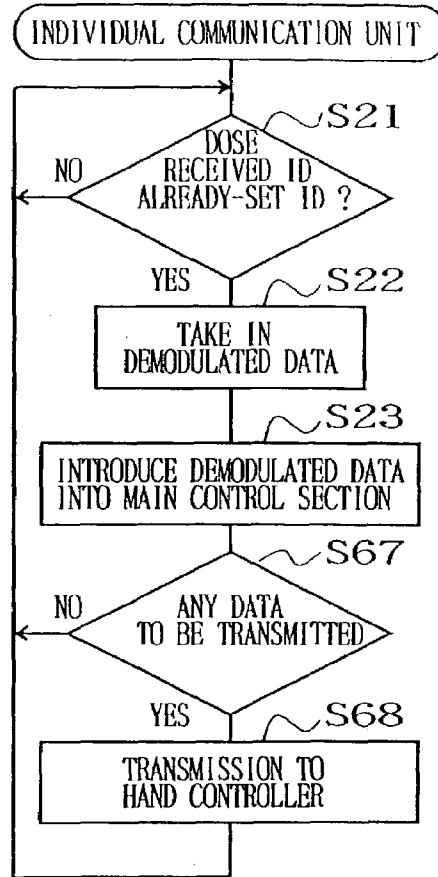 INDIVIDUAL COMMUNICATION UNIT
S21
DOSE
RECEIVED ID
ALREADY-SET ID ?
NO
YES
S22
TAKE IN
DEMODULATED DATA
S23
INTRODUCE DEMODULATED DATA
INTO MAIN CONTROL SECTION
S67
NO
ANY DATA
TO BE TRANSMITTED
YES
S68
TRANSMISSION TO
HAND CONTROLLER